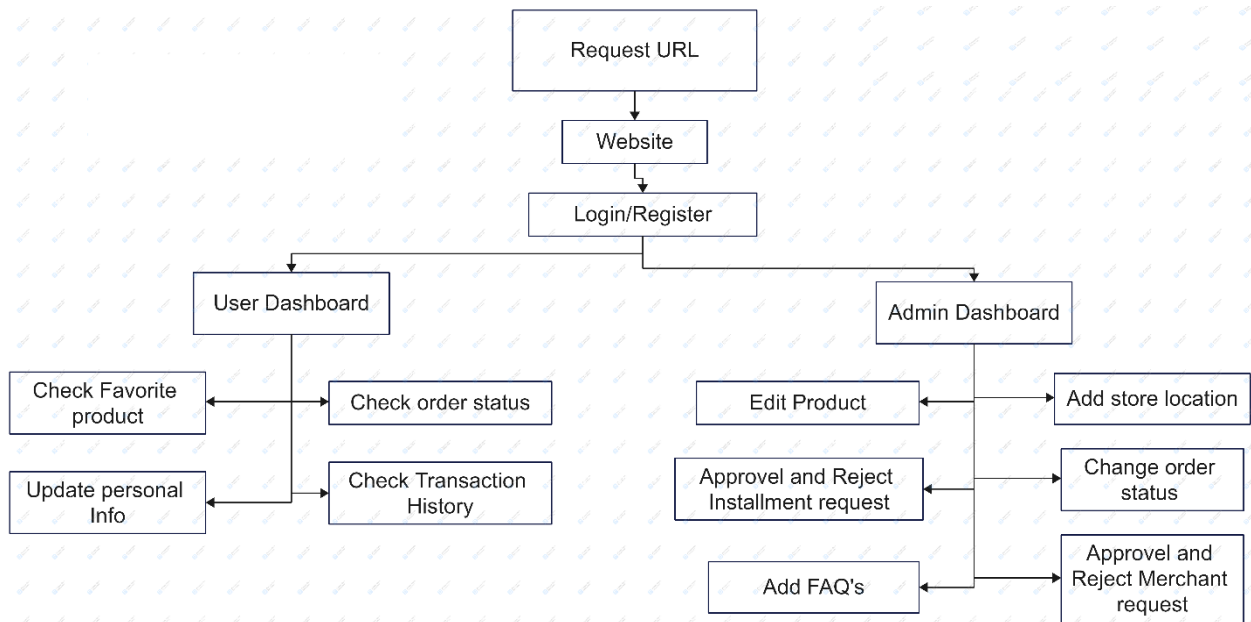 Request URL
Website
Login/Register
User Dashboard
Admin Dashboard
Check Favorite
product
Check order status
Edit Product
Add store location
Update personal
Info
Check Transaction
History
Approvel and Reject
Installment request
Change order
status
Add FAQ's
Approvel and
Reject Merchant
request